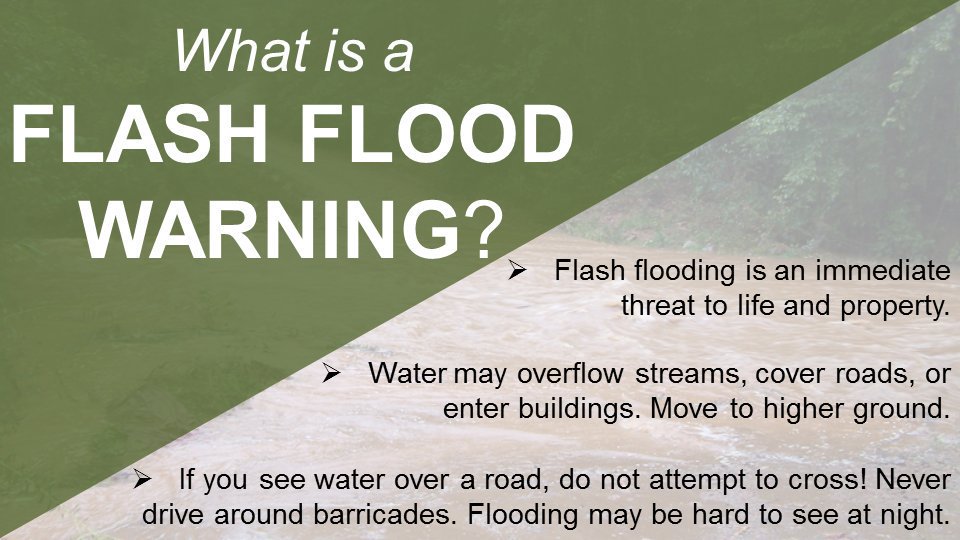 What is a
FLASH FLOOD
WARNING?
➢ Flash flooding is an immediate
threat to life and property.
➢ Water may overflow streams, cover roads, or
enter buildings. Move to higher ground.
➢ If you see water over a road, do not attempt to cross! Never
drive around barricades. Flooding may be hard to see at night.